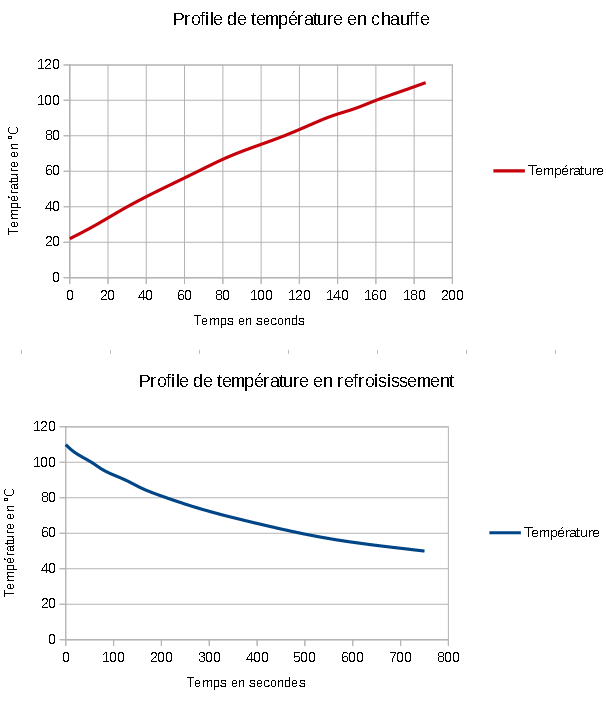 Profile de température en chauffe
120
100
80
60
40
20
0
0 20 40 60 80 100 120 140 160 180 200
Température en °C
Temps en seconds
Température
Profile de température en refroisissement
120
100
80
60
40
20
0
0 100 200 300 400 500 600 700 800
Température en °C
Temps en secondes
Température